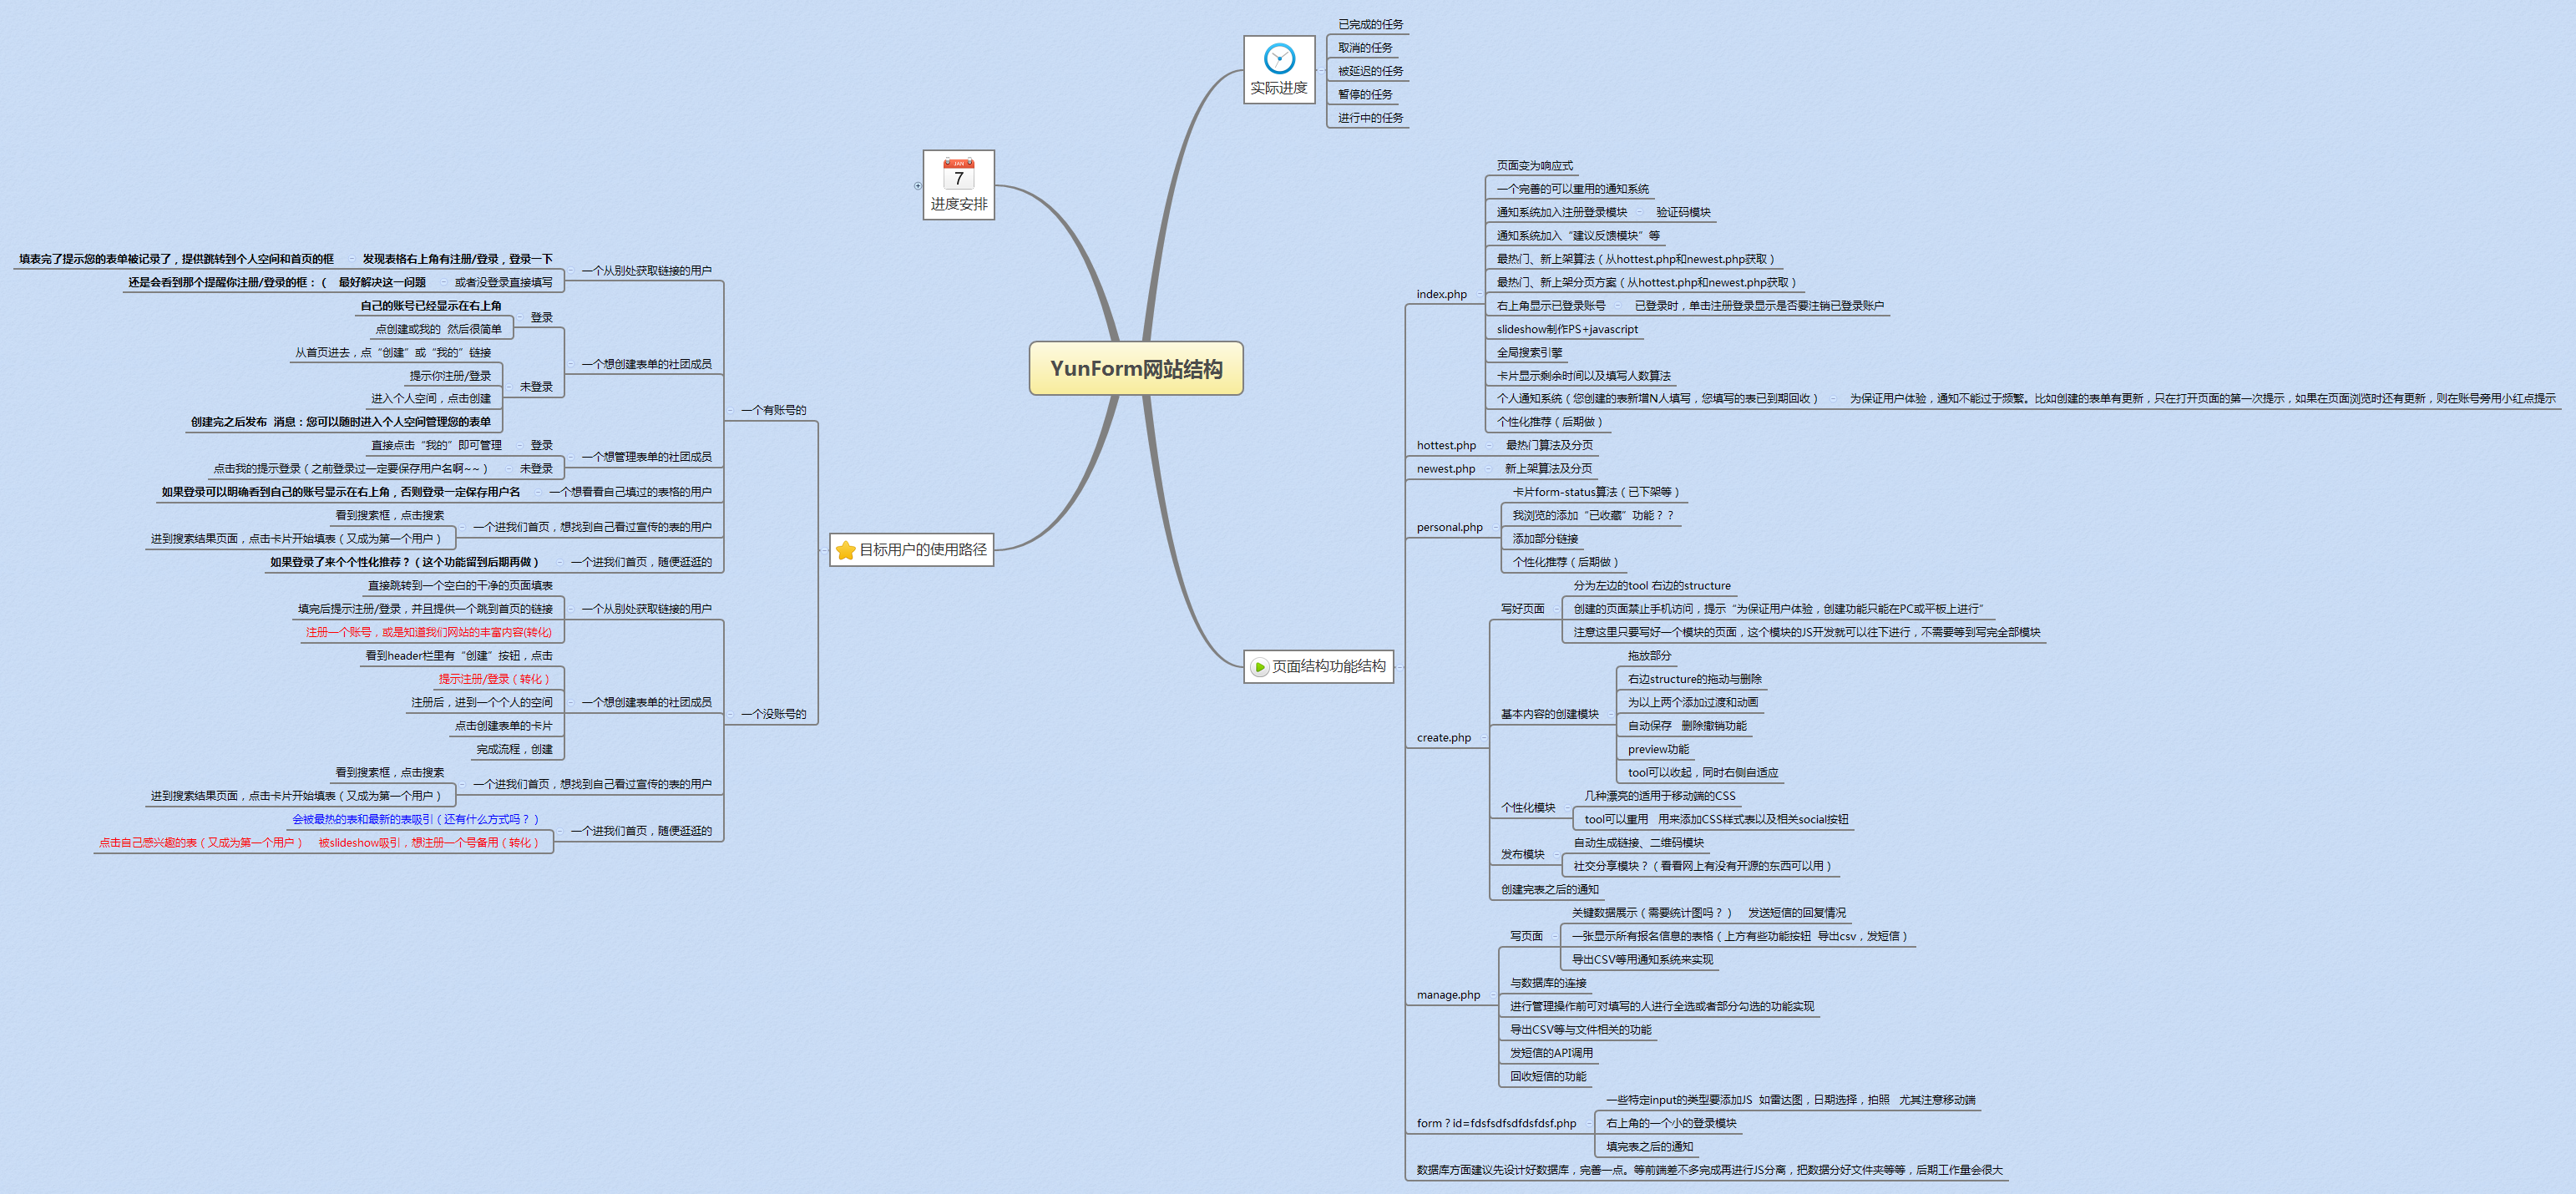 YunForm网站结构
实际进度
已完成的任务
取消的任务
被延迟的任务
暂停的任务
进行中的任务
JAN
7
进度安排
目标用户的使用路径
一个有账号的
一个从别处获取链接的用户
发现表格右上角有注册/登录，登录一下
填表完了提示您的表单被记录了，提供跳转到个人空间和首页的框
或者没登录直接填写
还是会看到那个提醒你注册/登录的框：（ 最好解决这一问题
一个想创建表单的社团成员
登录
自己的账号已经显示在右上角
点创建或我的 然后很简单
未登录
从首页进去，点“创建”或“我的”链接
提示你注册/登录
进入个人空间，点击创建
创建完之后发布 消息：您可以随时进入个人空间管理您的表单
一个想管理表单的社团成员
登录
直接点击“我的”即可管理
未登录
点击我的提示登录（之前登录过一定要保存用户名啊~~）
一个想看看自己填过的表格的用户
如果登录可以明确看到自己的账号显示在右上角，否则登录一定保存用户名
一个进我们首页，想找到自己看过宣传的表的用户
看到搜索框，点击搜索
进到搜索结果页面，点击卡片开始填表（又成为第一个用户）
一个进我们首页，随便逛逛的
如果登录了来个个性化推荐？（这个功能留到后期再做）
一个没账号的
一个从别处获取链接的用户
直接跳转到一个空白的干净的页面填表
填完后提示注册/登录，并且提供一个跳到首页的链接
注册一个账号，或是知道我们网站的丰富内容(转化)
一个想创建表单的社团成员
看到header栏里有“创建”按钮，点击
提示注册/登录（转化）
注册后，进到一个个人的空间
点击创建表单的卡片
完成流程，创建
一个进我们首页，想找到自己看过宣传的表的用户
看到搜索框，点击搜索
进到搜索结果页面，点击卡片开始填表（又成为第一个用户）
一个进我们首页，随便逛逛的
会被最热的表和最新的表吸引（还有什么方式吗？）
点击自己感兴趣的表（又成为第一个用户） 被slideshow吸引，想注册一个号备用（转化）
页面结构功能结构
index.php
页面变为响应式
一个完善的可以重用的通知系统
通知系统加入注册登录模块
验证码模块
通知系统加入“建议反馈模块”等
最热门、新上架算法（从hottest.php和newest.php获取）
最热门、新上架分页方案（从hottest.php和newest.php获取）
右上角显示已登录账号
已登录时，单击注册登录显示是否要注销已登录账户
slideshow制作PS+javascript
全局搜索引擎
卡片显示剩余时间以及填写人数算法
个人通知系统（您创建的表新增N人填写，您填写的表已到期回收）
为保证用户体验，通知不能过于频繁。比如创建的表单有更新，只在打开页面的第一次提示，如果在页面浏览时还有更新，则在账号旁用小红点提示
个性化推荐（后期做）
hottest.php
最热门算法及分页
newest.php
新上架算法及分页
personal.php
卡片form-status算法（已下架等）
我浏览的添加“已收藏”功能？？
添加部分链接
个性化推荐（后期做）
create.php
写好页面
分为左边的tool 右边的structure
创建的页面禁止手机访问，提示“为保证用户体验，创建功能只能在PC或平板上进行”
注意这里只要写好一个模块的页面，这个模块的JS开发就可以往下进行，不需要等到写完全部模块
基本内容的创建模块
拖放部分
右边structure的拖动与删除
为以上两个添加过渡和动画
自动保存 删除撤销功能
preview功能
tool可以收起，同时右侧自适应
个性化模块
几种漂亮的适用于移动端的CSS
tool可以重用 用来添加CSS样式表以及相关social按钮
发布模块
自动生成链接、二维码模块
社交分享模块？（看看网上有没有开源的东西可以用）
创建完表之后的通知
manage.php
写页面
关键数据展示（需要统计图吗？） 发送短信的回复情况
一张显示所有报名信息的表格（上方有些功能按钮 导出csv，发短信）
导出CSV等用通知系统来实现
与数据库的连接
进行管理操作前可对填写的人进行全选或者部分勾选的功能实现
导出CSV等与文件相关的功能
发短信的API调用
回收短信的功能
form？id=fdsfsdfsdfdsfdsf.php
一些特定input的类型要添加JS 如雷达图，日期选择，拍照 尤其注意移动端
右上角的一个小的登录模块
填完表之后的通知
数据库方面建议先设计好数据库，完善一点。等前端差不多完成再进行JS分离，把数据分好文件夹等等，后期工作量会很大